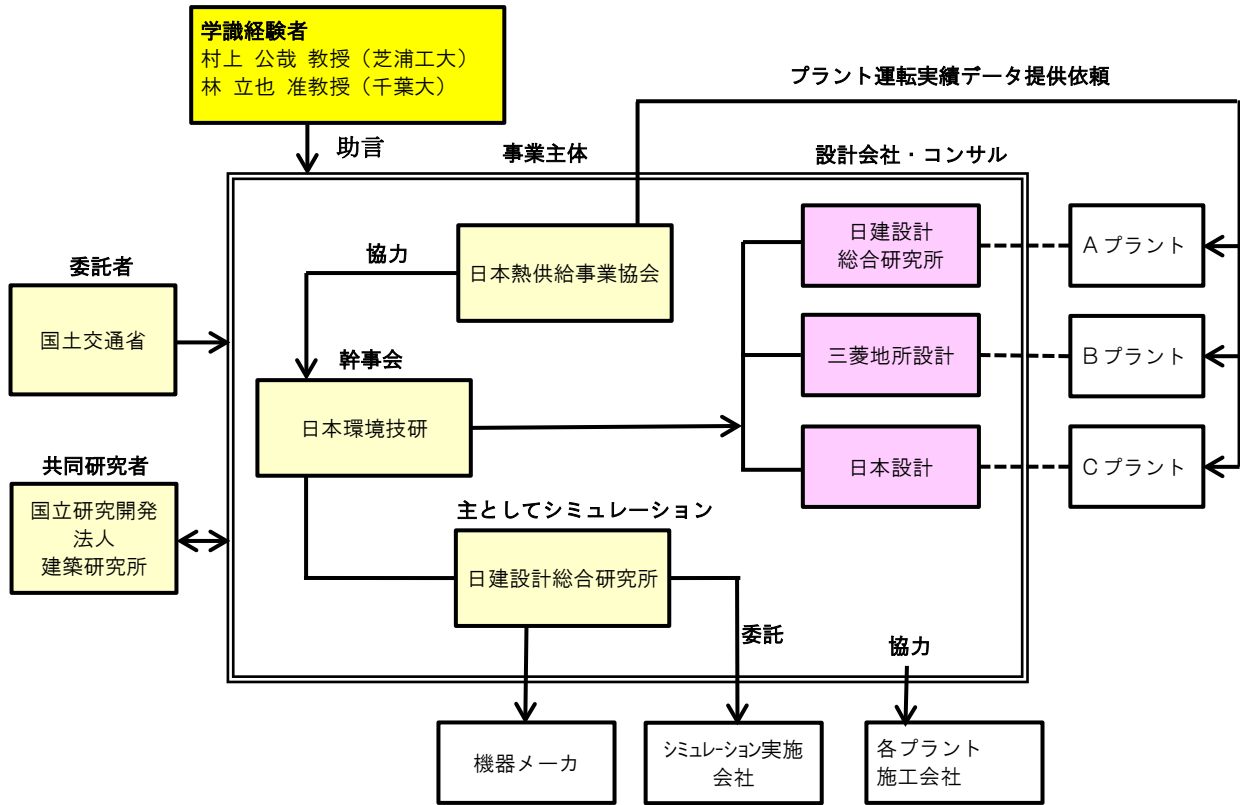 学識経験者
村上 公哉 教授（芝浦工大）
林 立也 准教授（千葉大）
助言
プラント運転実績データ提供依頼
事業主体
設計会社・コンサル
委託者
国土交通省
共同研究者
国立研究開発
法人
建築研究所
協力
日本熱供給事業協会
幹事会
日本環境技研
主としてシミュレーション
日建設計総合研究所
委託
協力
日建設計
総合研究所
三菱地所設計
日本設計
A プラント
B プラント
C プラント
機器メーカ
シミュレーション実施
会社
各プラント
施工会社